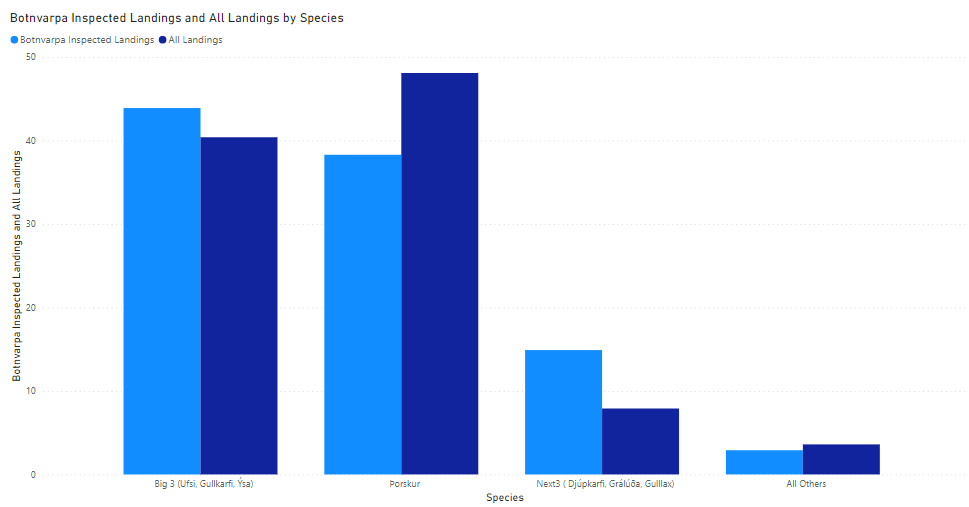 Botnvarpa Inspected Landings and All Landings by Species
Botnvarpa Inspected Landings All Landings
Botnvarpa Inspected Landings and All Landings
50
40
30
20
10
0
Big 3 (Ufsi, Gullkarfi, Ýsa) Þorskur Next3 ( Djúpkarfi, Grálúða, Gulllax) All Others
Species